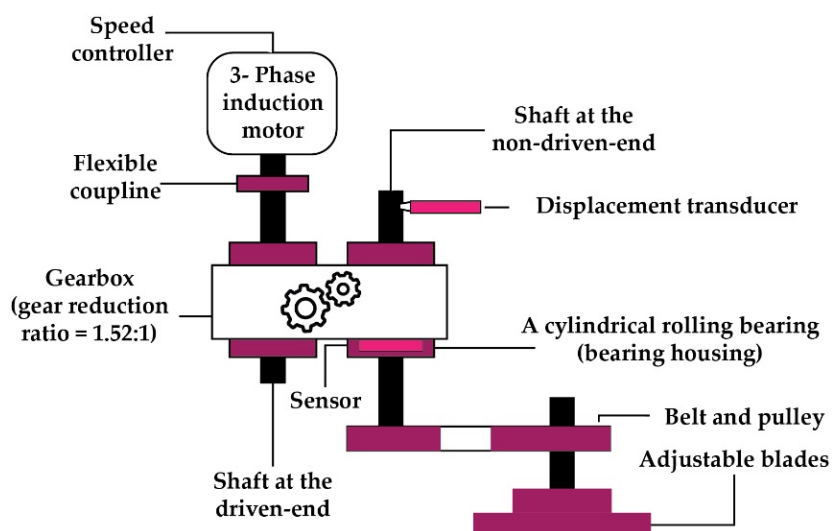 Speed
controller
3- Phase
induction
motor
Shaft at the
non-driven-end
Flexible
coupline
Displacement transducer
Gearbox
(gear reduction
ratio = 1.52:1)
A cylindrical rolling bearing
(bearing housing)
Sensor
Belt and pulley
Adjustable blades
Shaft at the
driven-end